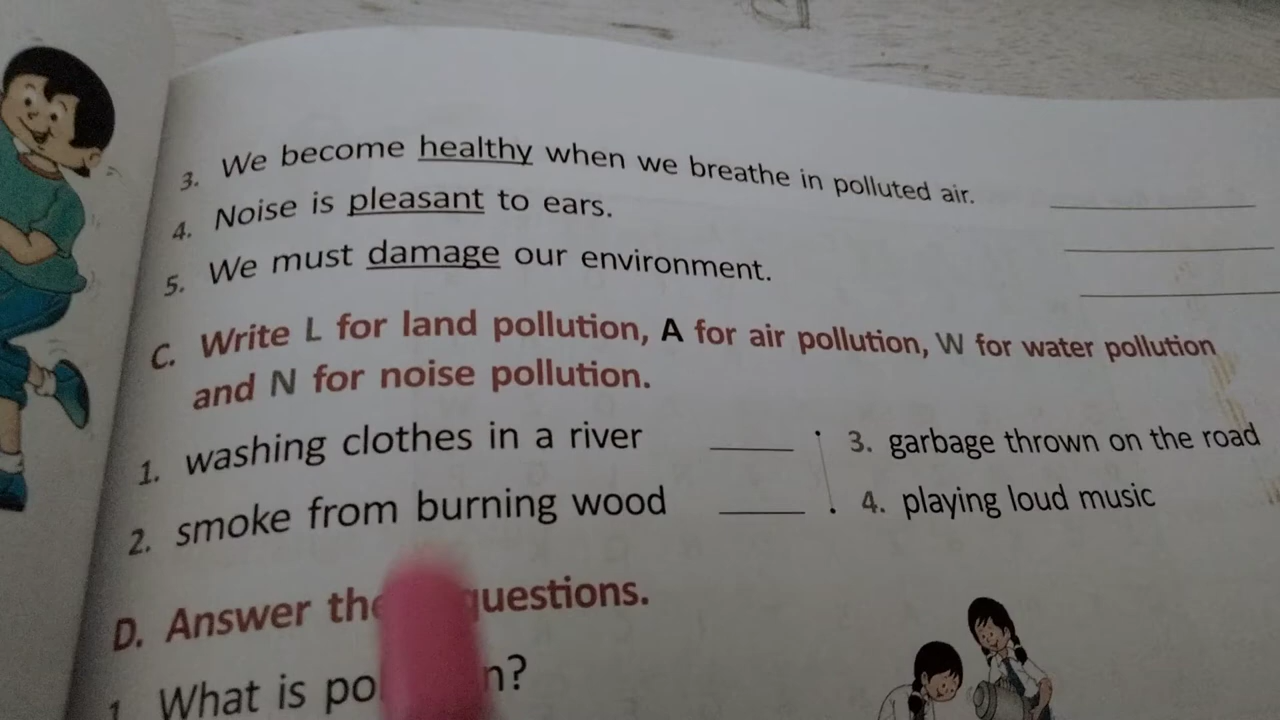 3. We become healthy when we breathe in polluted air.
4. Noise is pleasant to ears.
5. We must damage our environment.
C. Write L for land pollution, A for air pollution, W for water pollution
and N for noise pollution.
1. washing clothes in a river
3. garbage thrown on the road
2. smoke from burning wood
4. playing loud music
D. Answer questions.
1. What is